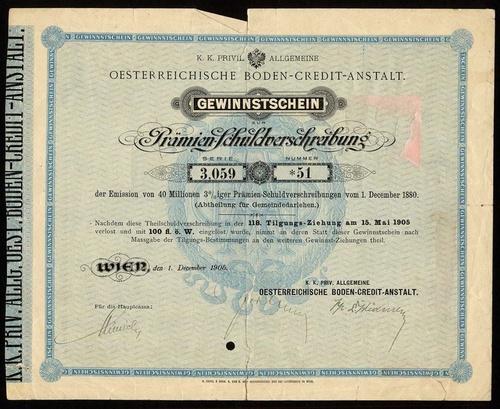 K. K. PRIVIL. ALLGEMEINE
OESTERREICHISCHE BODEN-CREDIT-ANSTALT.
GEWINNSTSCHEIN
ZUR
Prämien-Schuldverschreibung
SERIE NUMMER
3,059 *51
der Emission von 40 Millionen 3%iger Prämien-Schuldverschreibungen vom 1. December 1880.
(Abtheilung für Gemeindedarlehen.)
Nachdem diese Theilschuldverschreibung in der 118. Tilgungs-Ziehung am 15. Mai 1905
verlost und mit 100 fl. ö. W. eingelöst wurde, nimmt an deren Statt dieser Gewinnstschein nach
Massgabe der Tilgungs-Bestimmungen an den weiteren Gewinnst-Ziehungen theil.
WIEN, den 1. December 1905.
K. K. PRIV. ALLGEMEINE
OESTERREICHISCHE BODEN-CREDIT-ANSTALT.
Für die Hauptcassa:
K. K. PRIV. ALLG. OEST. BODEN-CREDIT-ANSTALT.
GEWINNSTSCHEIN